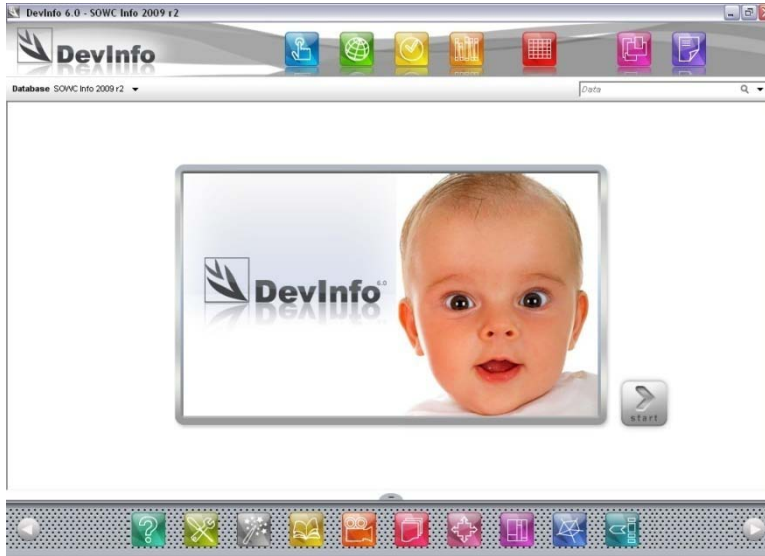 DevInfo 6.0 - SOWC Info 2009 r2
DevInfo
Database SOWC Info 2009 r2
Data
DevInfo 6.0
start